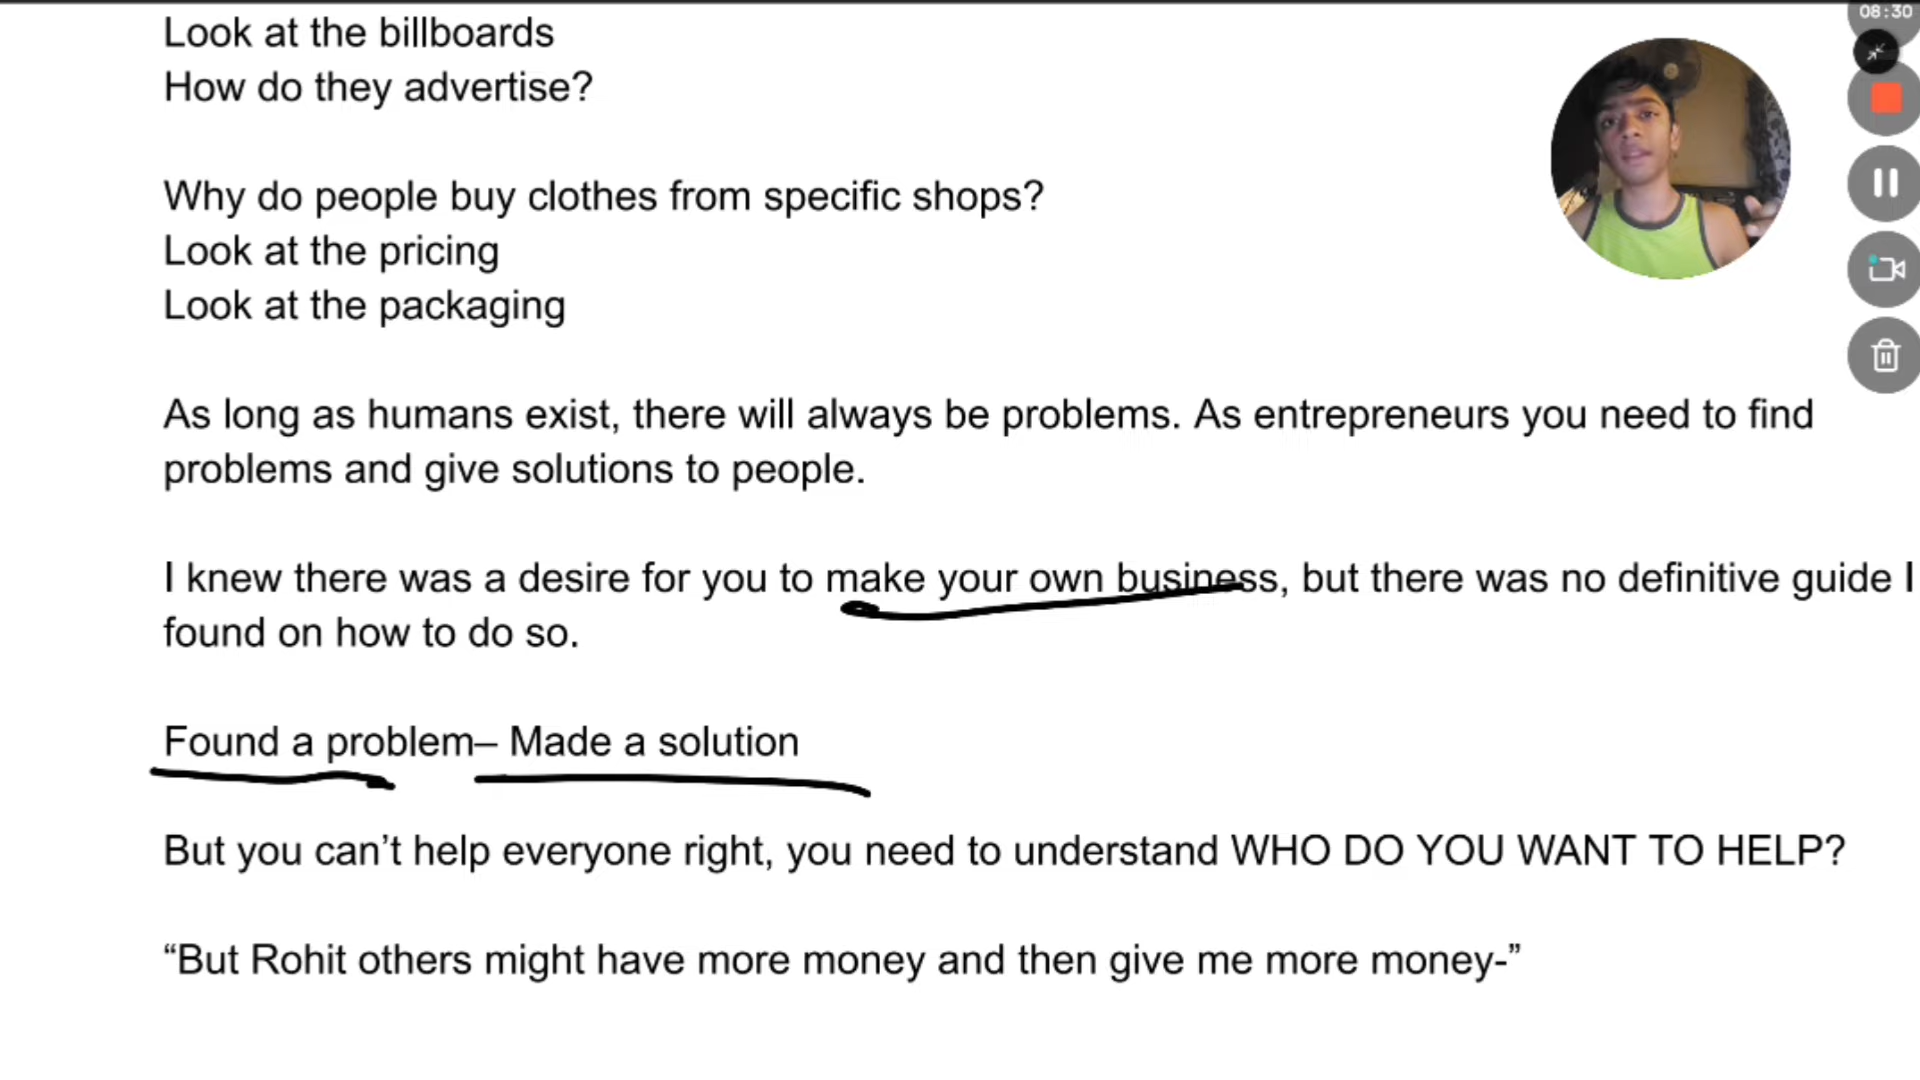 08:30
Look at the billboards
How do they advertise?
Why do people buy clothes from specific shops?
Look at the pricing
Look at the packaging
As long as humans exist, there will always be problems. As entrepreneurs you need to find
problems and give solutions to people.
I knew there was a desire for you to make your own business, but there was no definitive guide I
found on how to do so.
Found a problem– Made a solution
But you can’t help everyone right, you need to understand WHO DO YOU WANT TO HELP?
“But Rohit others might have more money and then give me more money-”